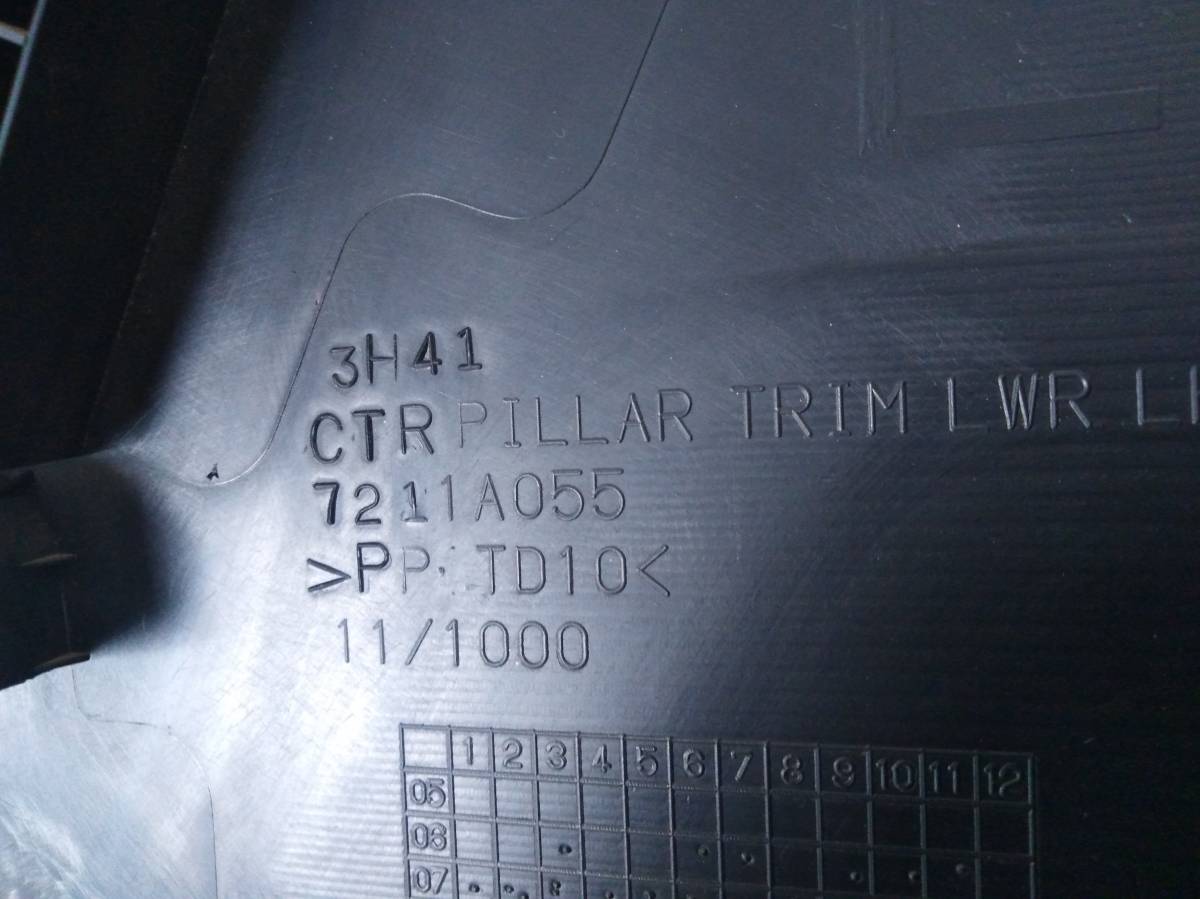 3H41
CTR PILLAR TRIM LWR
7211A055
>PP-TD10<
11/1000
1 2 3 4 5 6 7 8 9 10 11 12
05
06
07